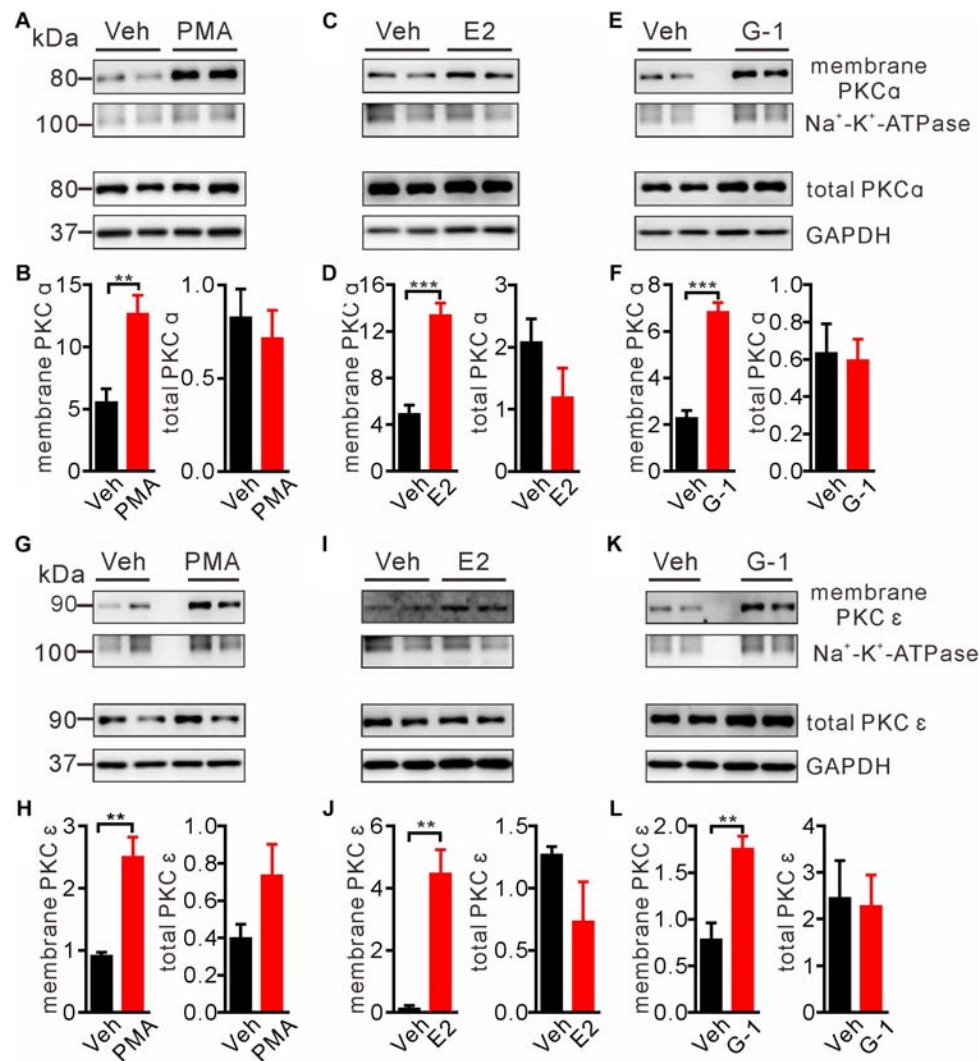 A
kDa
Veh PMA
80
100
80
37
C
Veh E2
E
Veh G-1
membrane
PKCα
Na⁺-K⁺-ATPase
total PKCα
GAPDH
B
membrane PKC α
15
10
5
0
**
Veh
PMA
total PKC α
1.0
0.5
0.0
Veh
PMA
D
membrane PKC α
16
12
8
4
0
***
Veh
E2
total PKC α
3
2
1
0
Veh
E2
F
membrane PKC α
8
6
4
2
0
***
Veh
G-1
total PKC α
1.0
0.8
0.6
0.4
0.2
0.0
Veh
G-1
G
kDa
Veh PMA
90
100
90
37
I
Veh E2
K
Veh G-1
membrane
PKC ε
Na⁺-K⁺-ATPase
total PKC ε
GAPDH
H
membrane PKC ε
3
2
1
0
**
Veh
PMA
total PKC ε
1.0
0.8
0.6
0.4
0.2
0.0
Veh
PMA
J
membrane PKC ε
6
4
2
0
**
Veh
E2
total PKC ε
1.5
1.0
0.5
0.0
Veh
E2
L
membrane PKC ε
2.0
1.5
1.0
0.5
0.0
**
Veh
G-1
total PKC ε
4
3
2
1
0
Veh
G-1